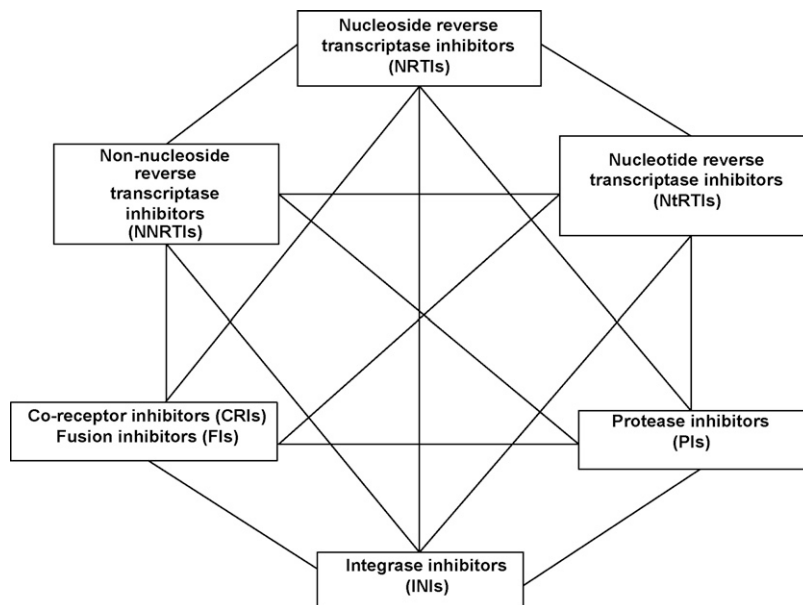 Nucleoside reverse
transcriptase inhibitors
(NRTIs)
Non-nucleoside
reverse
transcriptase
inhibitors
(NNRTIs)
Nucleotide reverse
transcriptase inhibitors
(NtRTIs)
Co-receptor inhibitors (CRIs)
Fusion inhibitors (FIs)
Protease inhibitors
(PIs)
Integrase inhibitors
(INIs)